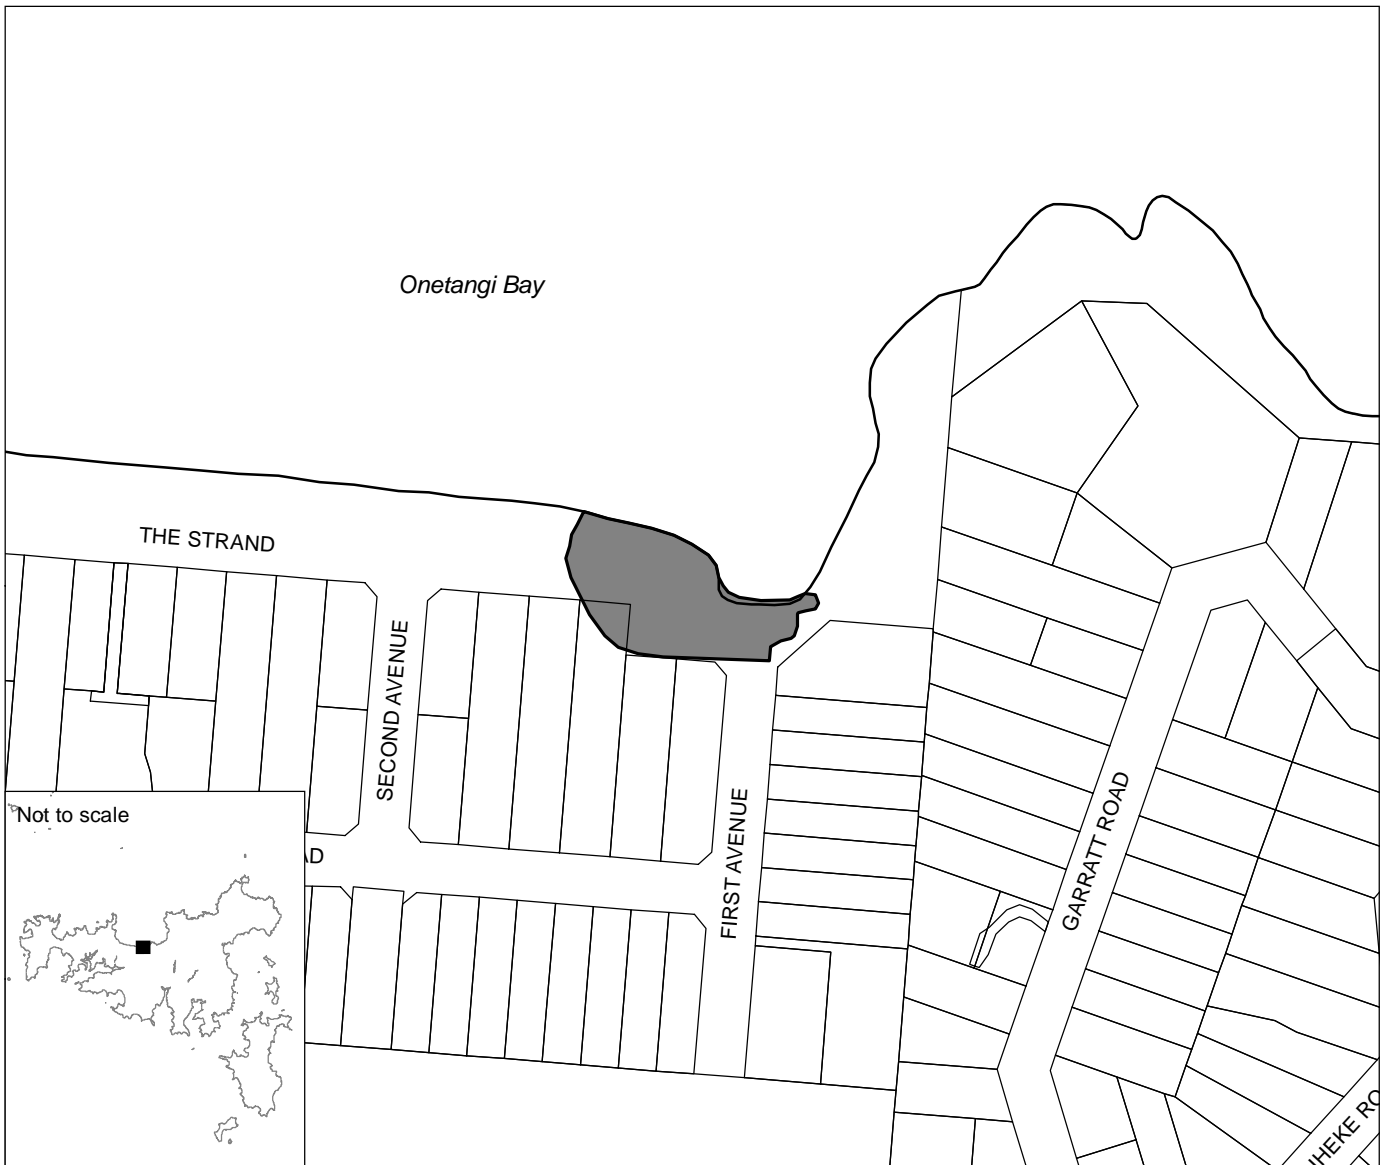 Onetangi Bay
THE STRAND
SECOND AVENUE
FIRST AVENUE
GARRATT ROAD
Not to scale